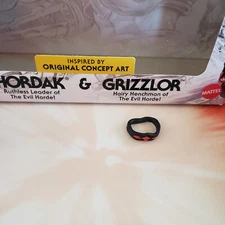 INSPIRED BY
ORIGINAL CONCEPT ART
HORDAK & GRIZZLOR
Ruthless Leader of Hairy Henchman of
The Evil Horde! The Evil Horde!
MATTEL